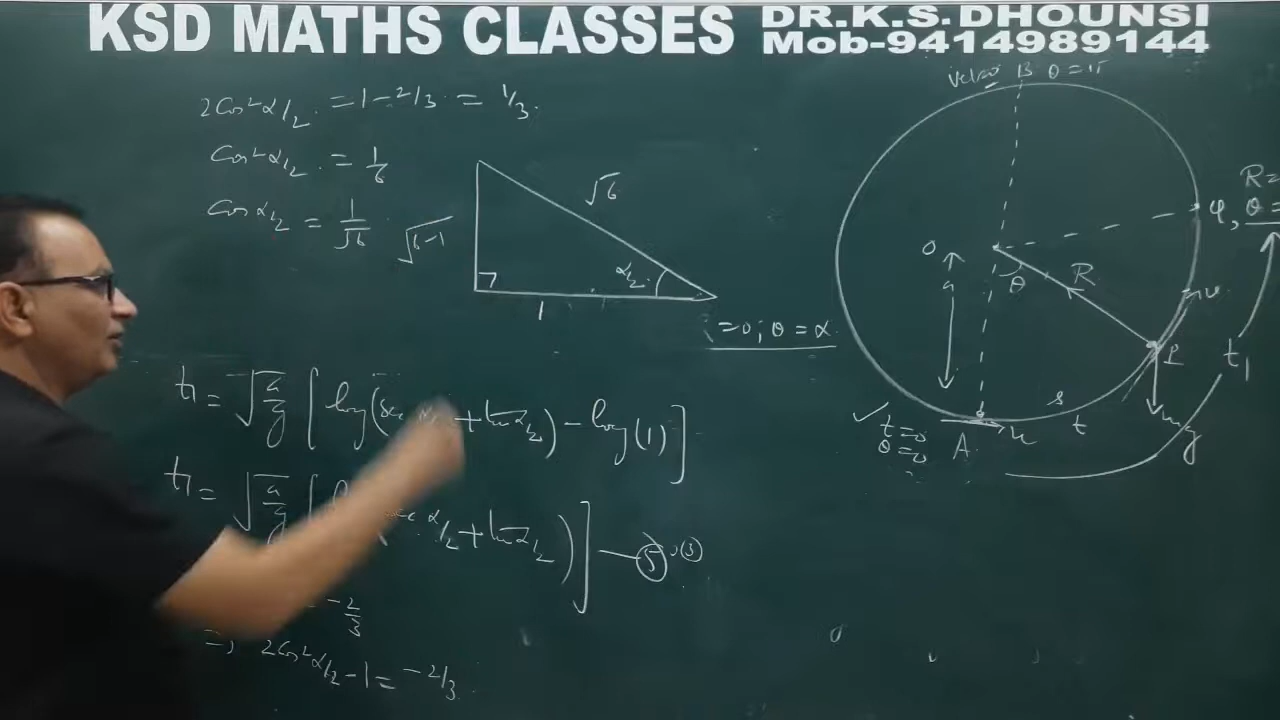 KSD MATHS CLASSES
DR.K.S.DHOUNSI
Mob-9414989144
2Cos²α/2 = 1-2/3 = 1/3.
Cos²α/2 = 1/6
Cos α/2 = 1/√6
√6-1
√6
α/2
1
=0; θ = α
t1 = √a/g [log(Sec +tan α/2) - log(1)]
t1 = √a/g [ α/2 +tan α/2)] — 5 (3)
= -2/3
⇒ 2Cos²α/2 -1 = -2/3
B θ = π
R=
θ =
O
a
θ
R
v
P
mg
t1
s
t
✓ t=0
θ=0
A
u